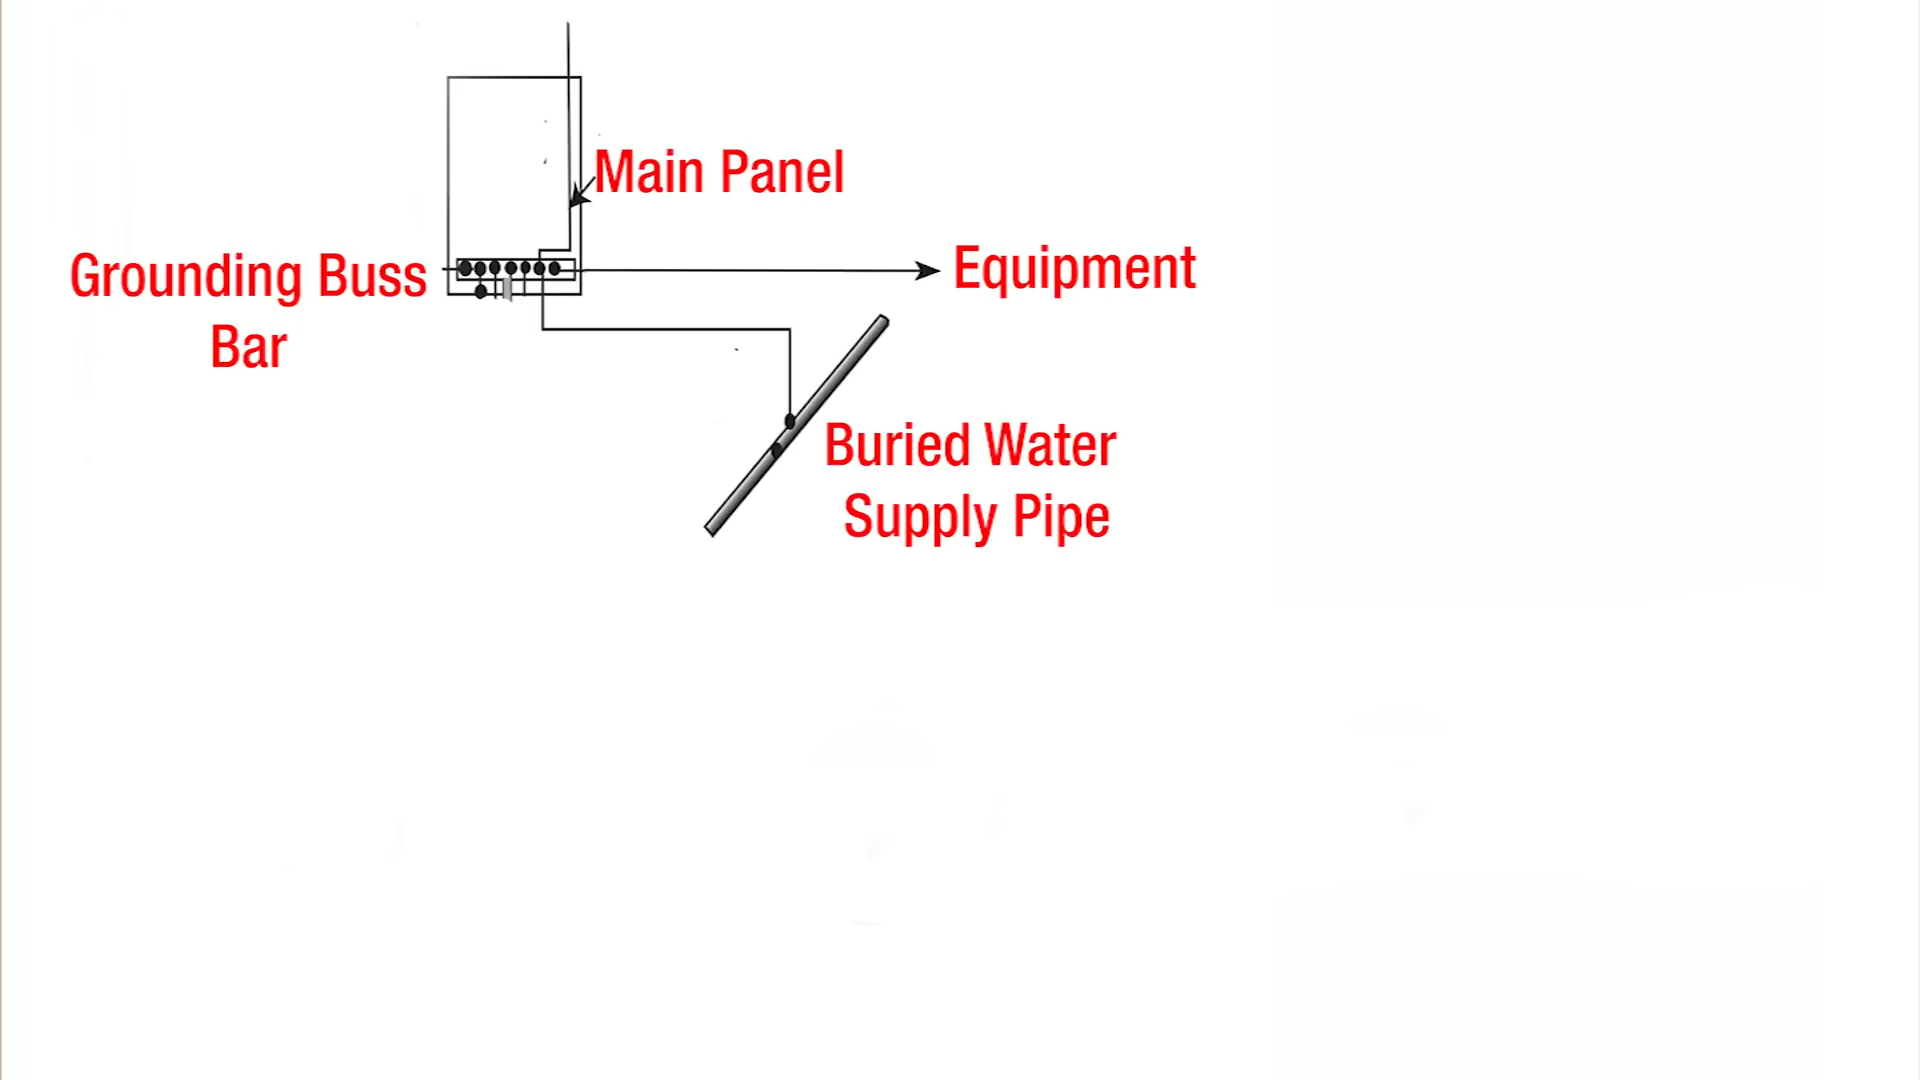 Main Panel
Grounding Buss
Bar
Equipment
Buried Water
Supply Pipe